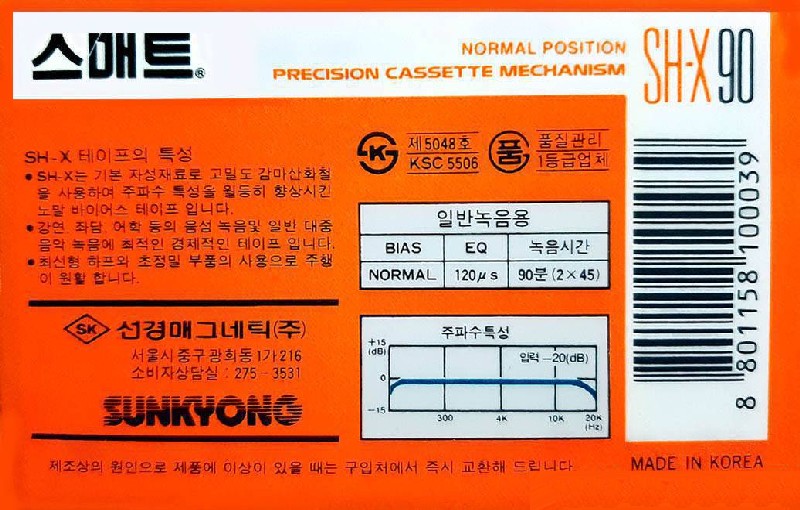 스매트®
NORMAL POSITION
PRECISION CASSETTE MECHANISM
SH-X 90
SH-X 테이프의 특성
●SH-X는 기본 자성재료로 고밀도 감마산화철
을 사용하여 주파수 특성을 월등히 향상시킨
노말 바이어스 테이프 입니다.
●강연 좌담 어학 등의 음성 녹음및 일반 대중
음악 녹음에 최적인 경제적인 테이프 입니다.
●최신형 하프와 초정밀 부품의 사용으로 주행
이 원활 합니다.
제5048호
KSC 5506
품
품질관리
1등급업체
일반녹음용
BIAS EQ 녹음시간
NORMAL 120μs 90분(2×45)
SK 선경매그네틱(주)
서울시중구광희동1가216
소비자상담실 : 275-3531
SUNKYONG
주파수특성
+15
(dB)
입력 -20(dB)
0
-15
300 4K 10K 20K
(Hz)
8 801158 100039
제조상의 원인으로 제품에 이상이 있을 때는 구입처에서 즉시 교환해 드립니다
MADE IN KOREA